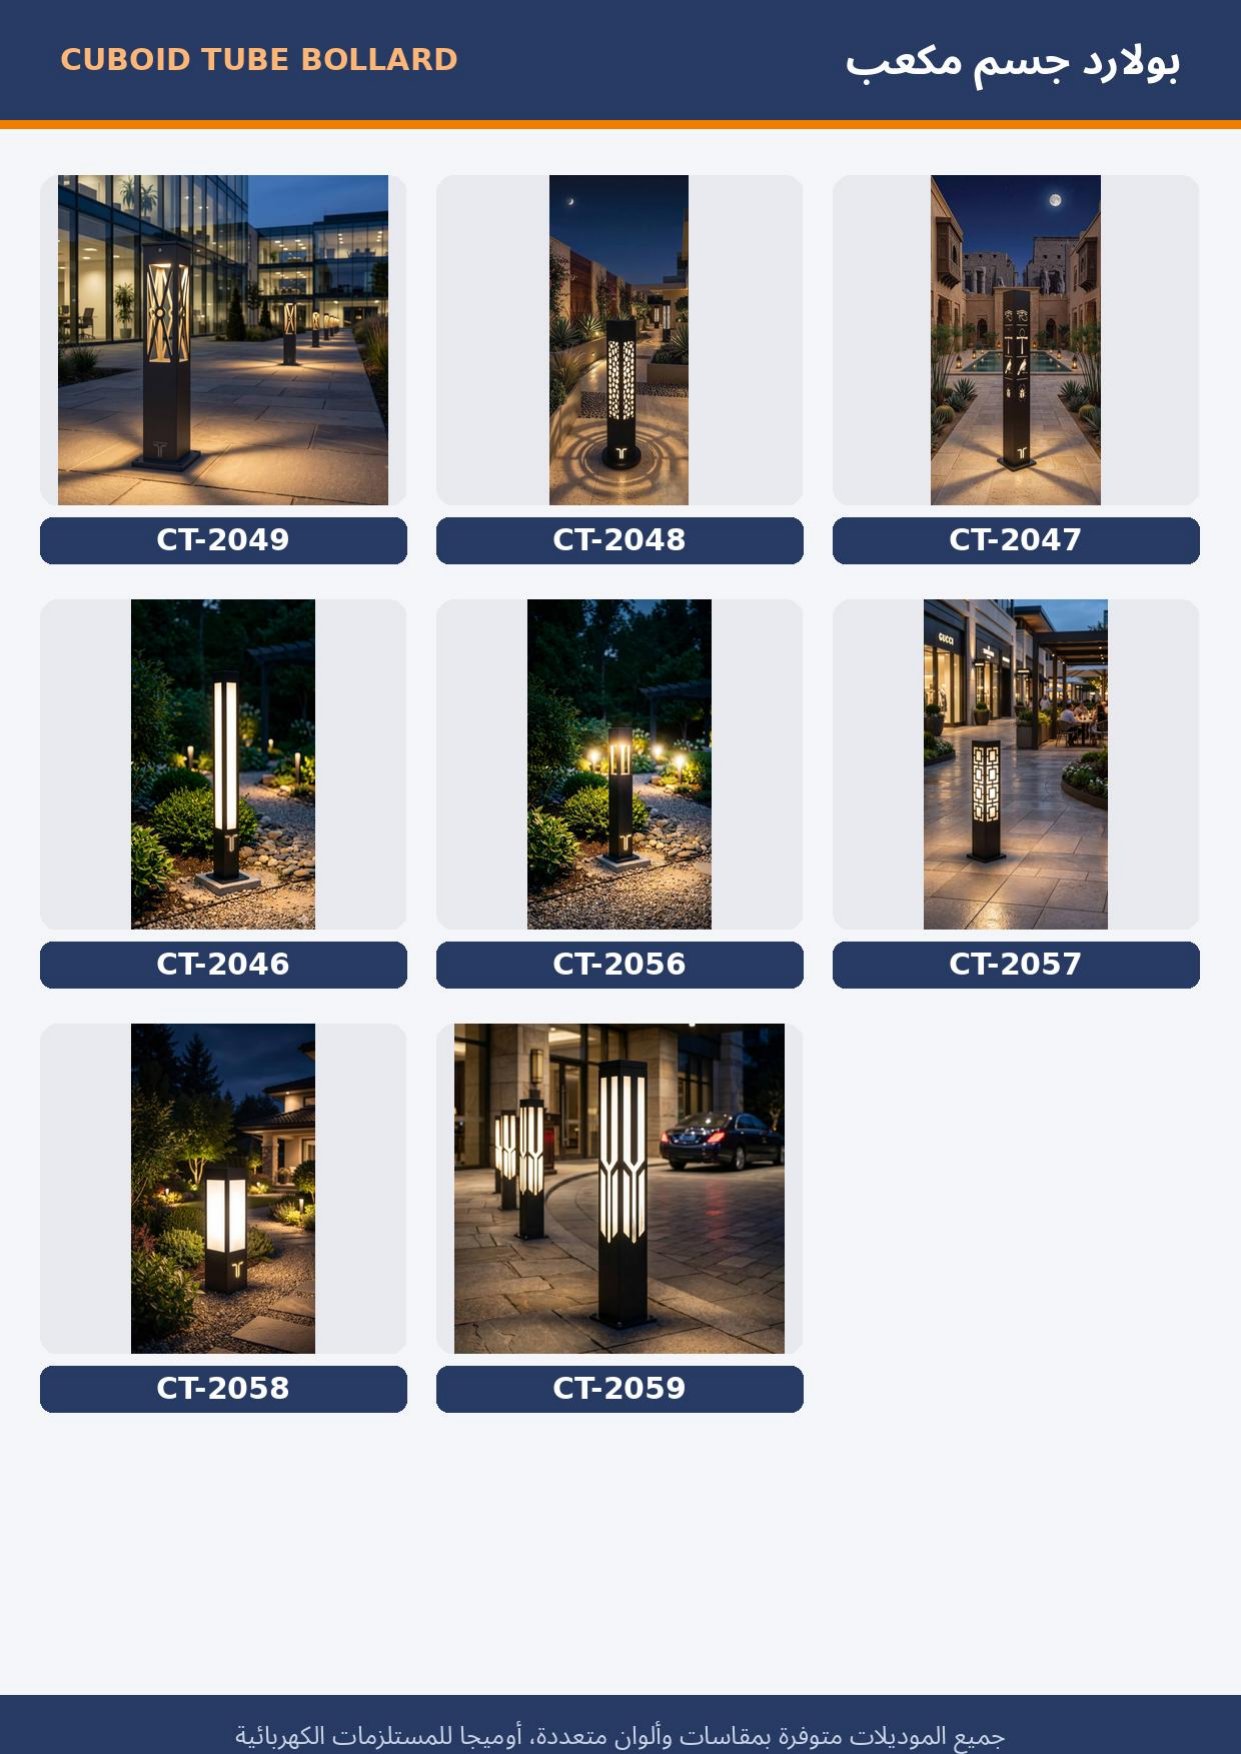 CUBOID TUBE BOLLARD
بولارد جسم مكعب
CT-2049
CT-2048
CT-2047
CT-2046
CT-2056
GUCCI
CT-2057
CT-2058
CT-2059
جميع الموديلات متوفرة بمقاسات وألوان متعددة، أوميجا للمستلزمات الكهربائية